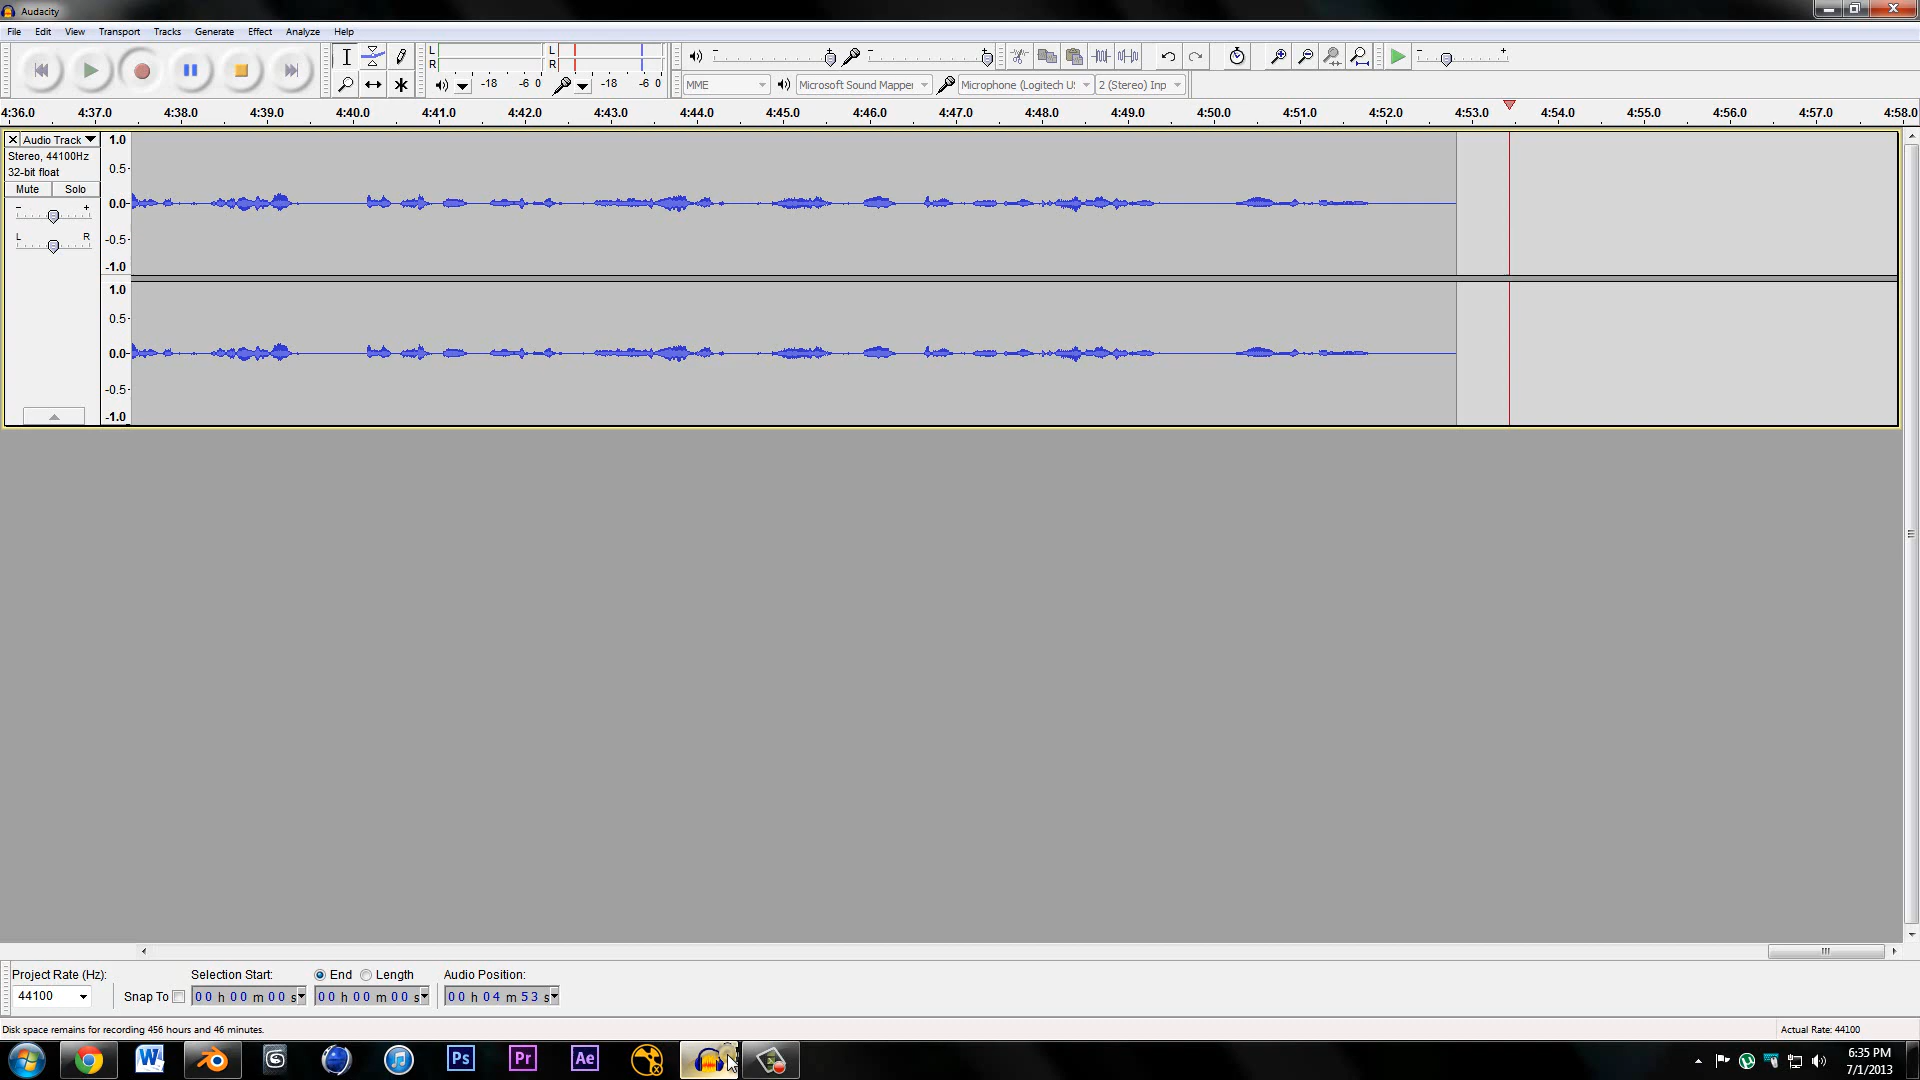 Audacity
File Edit View Transport Tracks Generate Effect Analyze Help
L R -18 -6 0
L R -18 -6 0
MME Microsoft Sound Mapper Microphone (Logitech U: 2 (Stereo) Inp
4:36.0 4:37.0 4:38.0 4:39.0 4:40.0 4:41.0 4:42.0 4:43.0 4:44.0 4:45.0 4:46.0 4:47.0 4:48.0 4:49.0 4:50.0 4:51.0 4:52.0 4:53.0 4:54.0 4:55.0 4:56.0 4:57.0 4:58.0
Audio Track
Stereo, 44100Hz
32-bit float
Mute Solo
- +
L R
1.0
0.5-
0.0-
-0.5-
-1.0
1.0
0.5-
0.0-
-0.5-
-1.0
Project Rate (Hz): Selection Start: End Length Audio Position:
44100 Snap To 00 h 00 m 00 s 00 h 00 m 00 s 00 h 04 m 53 s
Disk space remains for recording 456 hours and 46 minutes. Actual Rate: 44100
Ps Pr Ae
6:35 PM
7/1/2013